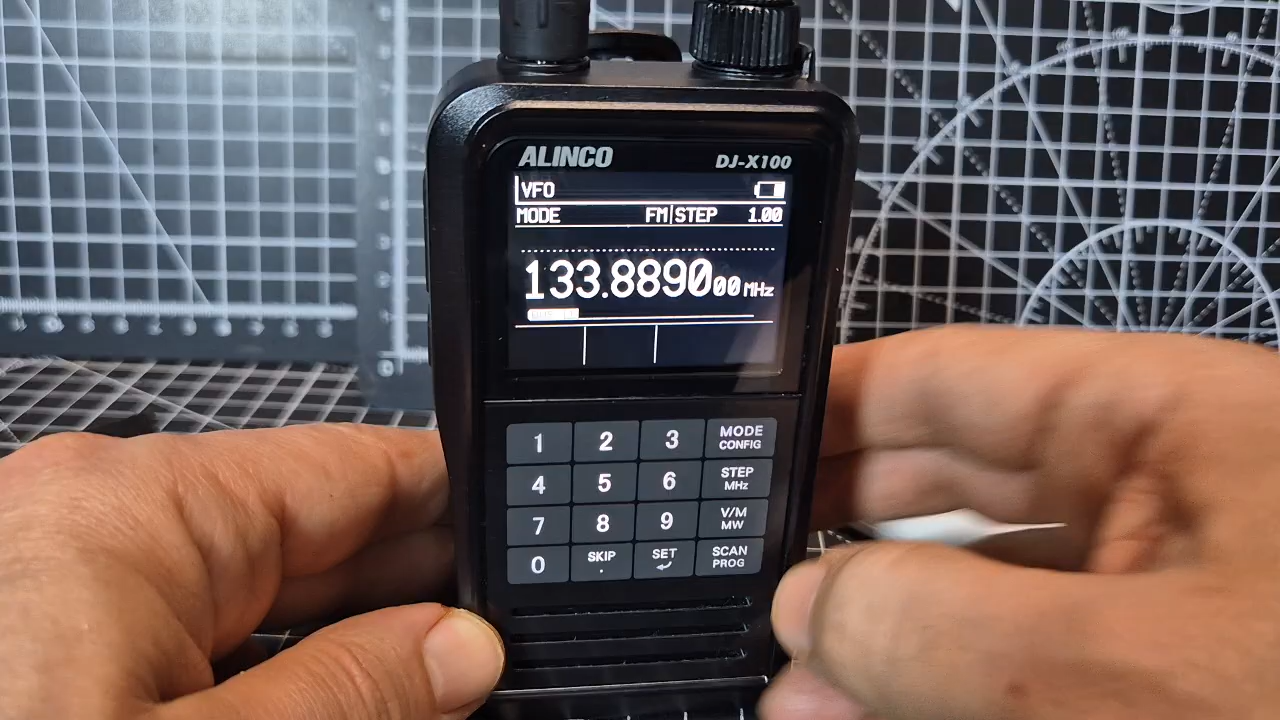 ALINCO DJ-X100
VFO
MODE FM STEP 1.00
133.889000 MHz
1 2 3 MODE CONFIG
4 5 6 STEP MHz
7 8 9 V/M MW
0 SKIP . SET SCAN PROG